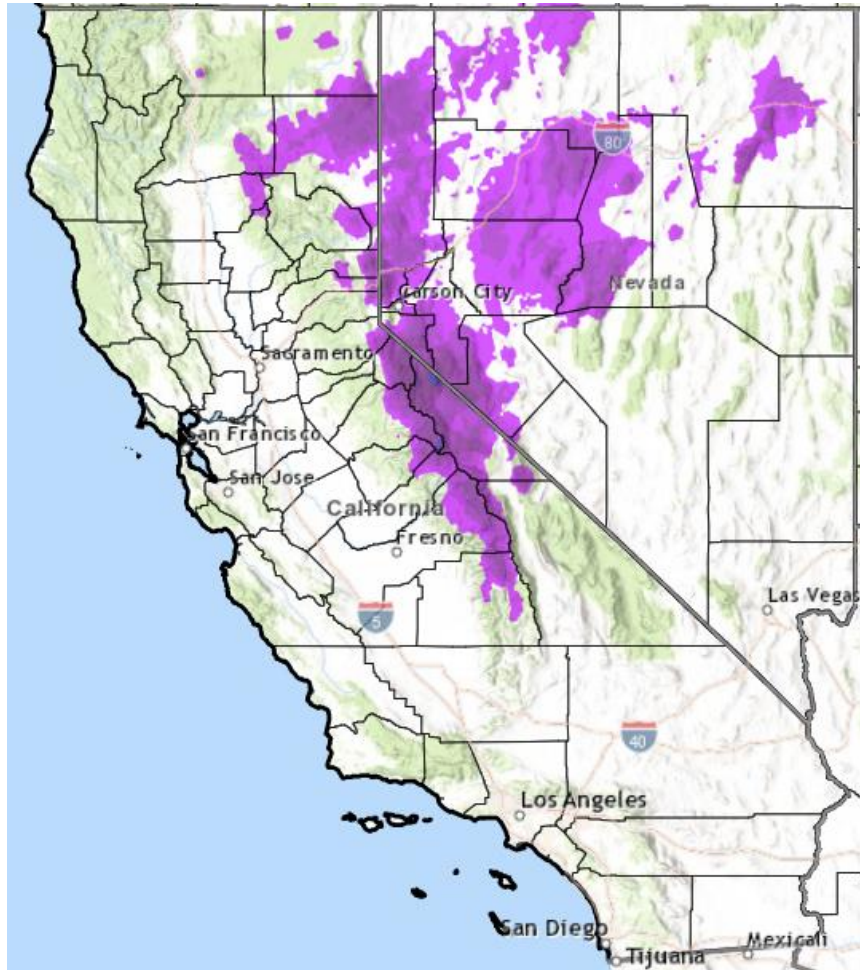 80
Nevada
Carson City
Sacramento
San Francisco
San Jose
California
Fresno
Las Vegas
5
40
Los Angeles
San Diego
Mexicali
Tijuana